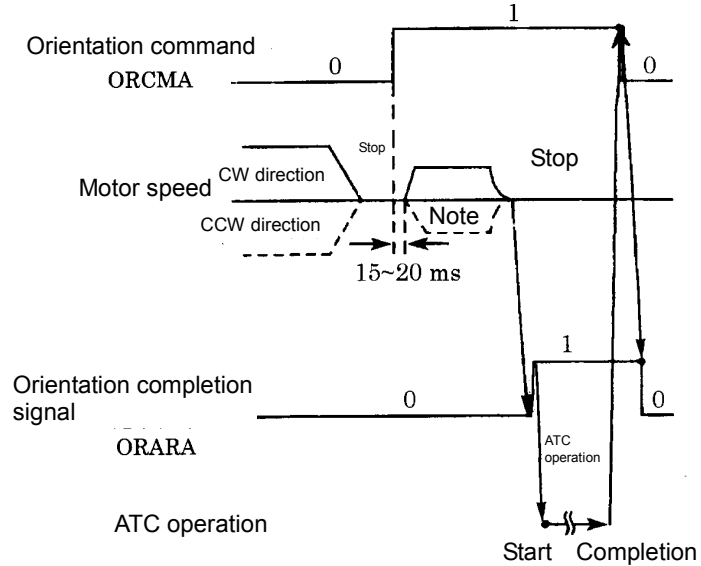 1
Orientation command
0
0
ORCMA
Stop
Stop
CW direction
Motor speed
Note
CCW direction
15~20 ms
1
Orientation completion
signal
0
0
ORARA
ATC
operation
ATC operation
Start
Completion